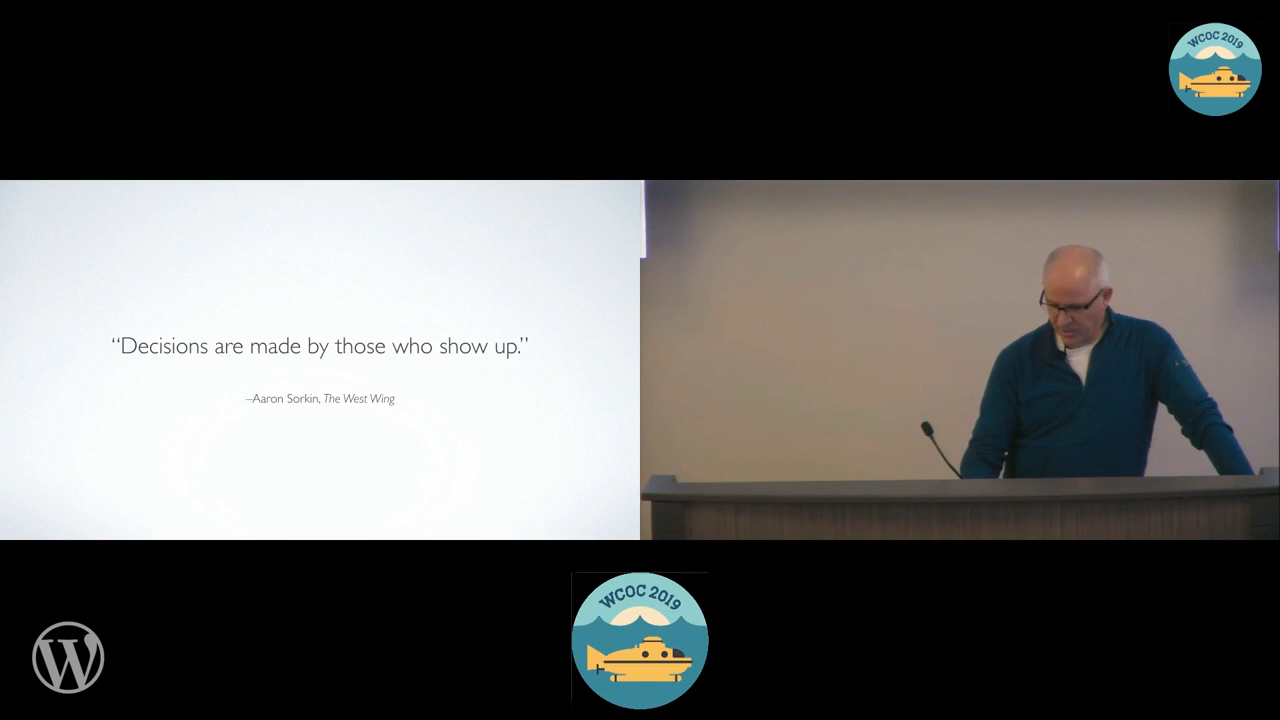 WCOC 2019
“Decisions are made by those who show up.”
–Aaron Sorkin, The West Wing
WCOC 2019
W